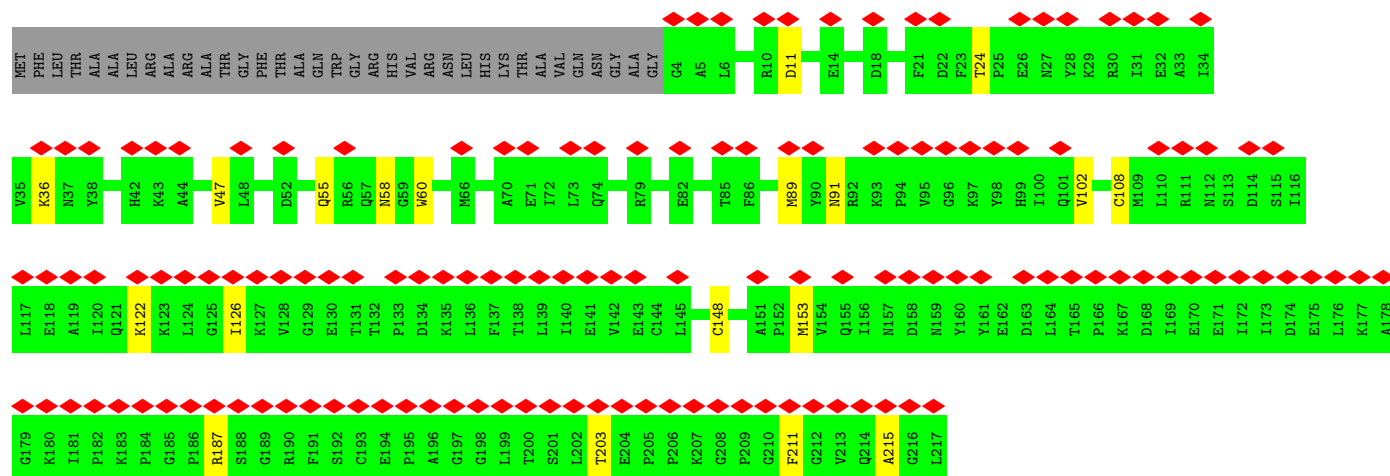 MET PHE LEU THR ALA ALA LEU ARG ALA ARG ALA THR GLY PHE THR ALA GLN TRP GLY ARG HIS VAL ARG ASN LEU HIS LYS THR ALA VAL GLN ASN GLY ALA GLY G4 A5 L6 R10 D11 E14 D18 F21 D22 F23 T24 P25 E26 N27 Y28 K29 R30 I31 E32 A33 I34
V35 K36 N37 Y38 H42 K43 A44 V47 L48 D52 Q55 R56 Q57 N58 G59 W60 M66 A70 E71 I72 L73 Q74 R79 E82 T85 F86 M89 Y90 N91 R92 K93 P94 V95 G96 K97 Y98 H99 I100 Q101 V102 C108 M109 L110 R111 N112 S113 D114 S115 I116
L117 E118 A119 I120 Q121 K122 K123 L124 G125 I126 K127 V128 G129 E130 T131 T132 P133 D134 K135 L136 F137 T138 L139 I140 E141 V142 E143 C144 L145 C148 A151 P152 M153 V154 Q155 I156 N157 D158 N159 Y160 Y161 E162 D163 L164 T165 P166 K167 D168 I169 E170 E171 I172 I173 D174 E175 L176 K177 A178
G179 K180 I181 P182 K183 P184 G185 P186 R187 S188 G189 R190 F191 S192 C193 E194 P195 A196 G197 G198 L199 T200 S201 L202 T203 E204 P205 P206 K207 G208 P209 G210 F211 G212 V213 Q214 A215 G216 L217